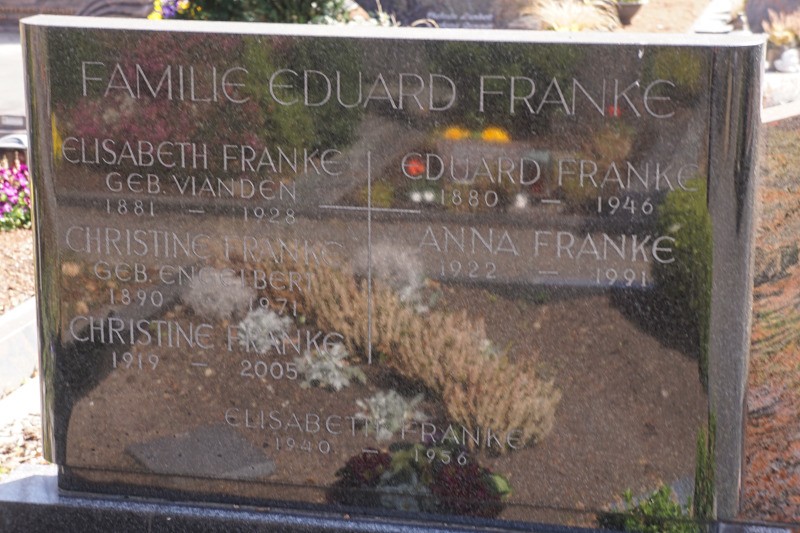 FAMILIE EDUARD FRANKE
ELISABETH FRANKE
GEB. VIANDEN
1881 — 1928
CHRISTINE FRANKE
GEB. ENGELBERT
1890 — 1971
CHRISTINE FRANKE
1919 — 2005
EDUARD FRANKE
1880 — 1946
ANNA FRANKE
1922 — 1991
ELISABETH FRANKE
1940 — 1956